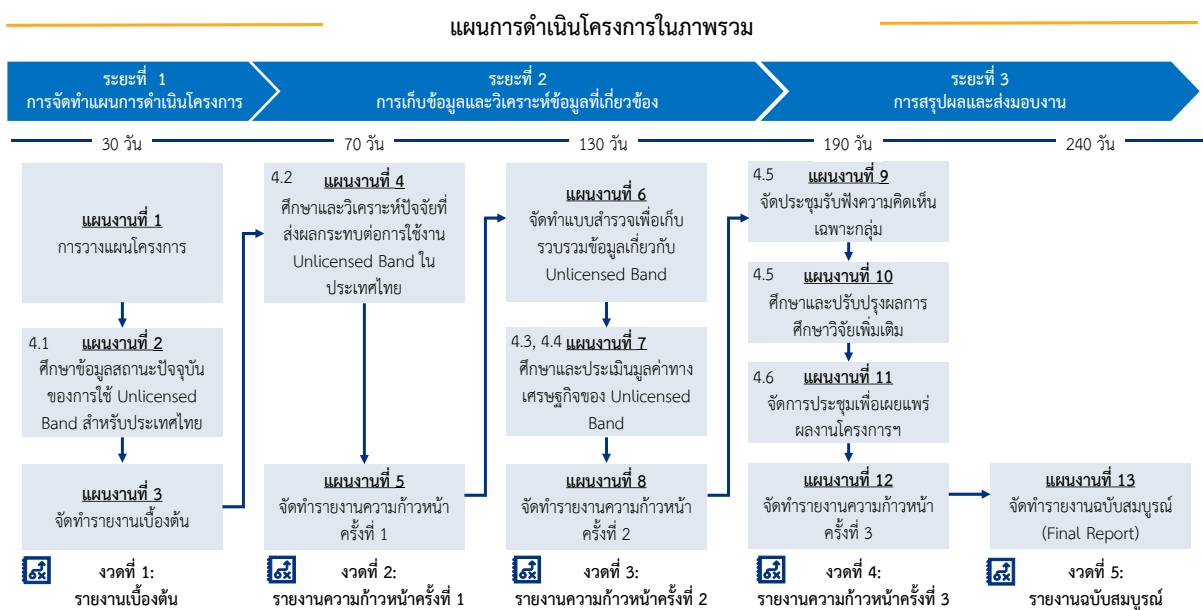 แผนการดำเนินโครงการในภาพรวม
ระยะที่ 1
การจัดทำแผนการดำเนินโครงการ
ระยะที่ 2
การเก็บข้อมูลและวิเคราะห์ข้อมูลที่เกี่ยวข้อง
ระยะที่ 3
การสรุปผลและส่งมอบงาน
30 วัน
70 วัน
130 วัน
190 วัน
240 วัน
แผนงานที่ 1
การวางแผนโครงการ
4.1 แผนงานที่ 2
ศึกษาข้อมูลสถานะปัจจุบัน
ของการใช้ Unlicensed
Band สำหรับประเทศไทย
แผนงานที่ 3
จัดทำรายงานเบื้องต้น
4.2 แผนงานที่ 4
ศึกษาและวิเคราะห์ปัจจัยที่
ส่งผลกระทบต่อการใช้งาน
Unlicensed Band ใน
ประเทศไทย
แผนงานที่ 5
จัดทำรายงานความก้าวหน้า
ครั้งที่ 1
แผนงานที่ 6
จัดทำแบบสำรวจเพื่อเก็บ
รวบรวมข้อมูลเกี่ยวกับ
Unlicensed Band
4.3, 4.4 แผนงานที่ 7
ศึกษาและประเมินมูลค่าทาง
เศรษฐกิจของ Unlicensed
Band
แผนงานที่ 8
จัดทำรายงานความก้าวหน้า
ครั้งที่ 2
4.5 แผนงานที่ 9
จัดประชุมรับฟังความคิดเห็น
เฉพาะกลุ่ม
4.5 แผนงานที่ 10
ศึกษาและปรับปรุงผลการ
ศึกษาวิจัยเพิ่มเติม
4.6 แผนงานที่ 11
จัดการประชุมเพื่อเผยแพร่
ผลงานโครงการฯ
แผนงานที่ 12
จัดทำรายงานความก้าวหน้า
ครั้งที่ 3
แผนงานที่ 13
จัดทำรายงานฉบับสมบูรณ์
(Final Report)
งวดที่ 1:
รายงานเบื้องต้น
งวดที่ 2:
รายงานความก้าวหน้าครั้งที่ 1
งวดที่ 3:
รายงานความก้าวหน้าครั้งที่ 2
งวดที่ 4:
รายงานความก้าวหน้าครั้งที่ 3
งวดที่ 5:
รายงานฉบับสมบูรณ์